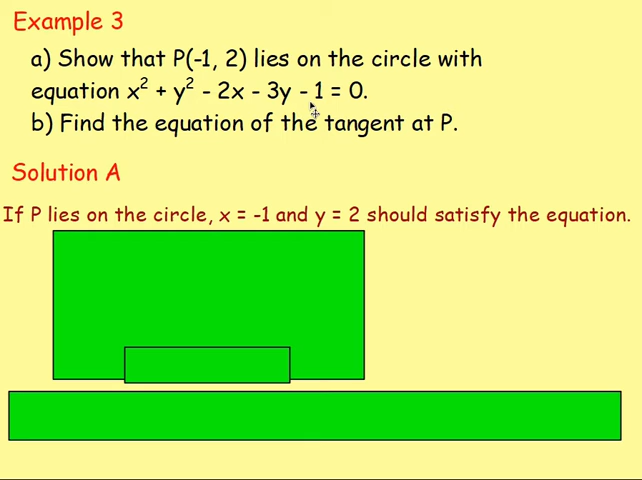 Example 3
a) Show that P(-1, 2) lies on the circle with
equation x² + y² - 2x - 3y - 1 = 0.
b) Find the equation of the tangent at P.
Solution A
If P lies on the circle, x = -1 and y = 2 should satisfy the equation.